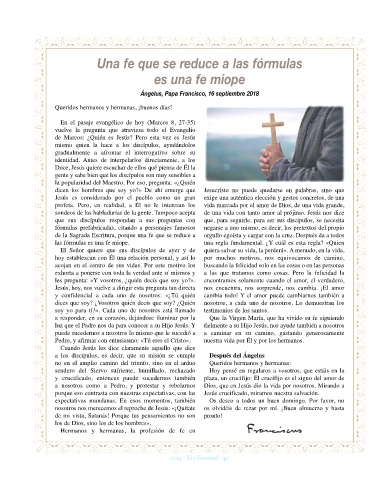 Una fe que se reduce a las fórmulas
es una fe miope
Ángelus, Papa Francisco, 16 septiembre 2018
Queridos hermanos y hermanas, ¡buenos días!
En el pasaje evangélico de hoy (Marcos 8, 27-35)
vuelve la pregunta que atraviesa todo el Evangelio
de Marcos: ¿Quién es Jesús? Pero esta vez es Jesús
mismo quien la hace a los discípulos, ayudándolos
gradualmente a afrontar el interrogativo sobre su
identidad. Antes de interpelarlos directamente, a los
Doce, Jesús quiere escuchar de ellos qué piensa de Él la
gente y sabe bien que los discípulos son muy sensibles a
la popularidad del Maestro. Por eso, pregunta: «¿Quién
dicen los hombres que soy yo?» De ahí emerge que
Jesús es considerado por el pueblo como un gran
profeta. Pero, en realidad, a Él no le interesan los
sondeos de las habladurías de la gente. Tampoco acepta
que sus discípulos respondan a sus preguntas con
fórmulas prefabricadas, citando a personajes famosos
de la Sagrada Escritura, porque una fe que se reduce a
las fórmulas es una fe miope.
El Señor quiere que sus discípulos de ayer y de
hoy establezcan con Él una relación personal, y así lo
acojan en el centro de sus vidas. Por este motivo los
exhorta a ponerse con toda la verdad ante sí mismos y
les pregunta: «Y vosotros, ¿quién decís que soy yo?».
Jesús, hoy, nos vuelve a dirigir esta pregunta tan directa
y confidencial a cada uno de nosotros: «¿Tú quién
dices que soy? ¿Vosotros quién decís que soy? ¿Quién
soy yo para ti?». Cada uno de nosotros está llamado
a responder, en su corazón, dejándose iluminar por la
luz que el Padre nos da para conocer a su Hijo Jesús. Y
puede sucedernos a nosotros lo mismo que le sucedió a
Pedro, y afirmar con entusiasmo: «Tú eres el Cristo».
Cuando Jesús les dice claramente aquello que dice
a los discípulos, es decir, que su misión se cumple
no en el amplio camino del triunfo, sino en el arduo
sendero del Siervo sufriente, humillado, rechazado
y crucificado, entonces puede sucedernos también
a nosotros como a Pedro, y protestar y rebelarnos
porque eso contrasta con nuestras expectativas, con las
expectativas mundanas. En esos momentos, también
nosotros nos merecemos el reproche de Jesús: «¡Quítate
de mi vista, Satanás! Porque tus pensamientos no son
los de Dios, sino los de los hombres».
Hermanos y hermanas, la profesión de fe en
Jesucristo no puede quedarse en palabras, sino que
exige una auténtica elección y gestos concretos, de una
vida marcada por el amor de Dios, de una vida grande,
de una vida con tanto amor al prójimo. Jesús nos dice
que, para seguirle, para ser sus discípulos, se necesita
negarse a uno mismo, es decir, los pretextos del propio
orgullo egoísta y cargar con la cruz. Después da a todos
una regla fundamental. ¿Y cuál es esta regla? «Quien
quiera salvar su vida, la perderá». A menudo, en la vida,
por muchos motivos, nos equivocamos de camino,
buscando la felicidad solo en las cosas o en las personas
a las que tratamos como cosas. Pero la felicidad la
encontramos solamente cuando el amor, el verdadero,
nos encuentra, nos sorprende, nos cambia. ¡El amor
cambia todo! Y el amor puede cambiarnos también a
nosotros, a cada uno de nosotros. Lo demuestran los
testimonios de los santos.
Que la Virgen María, que ha vivido su fe siguiendo
fielmente a su Hijo Jesús, nos ayude también a nosotros
a caminar en su camino, gastando generosamente
nuestra vida por Él y por los hermanos.
Después del Ángelus
Queridos hermanos y hermanas:
Hoy pensé en regalaros a vosotros, que estáis en la
plaza, un crucifijo: El crucifijo es el signo del amor de
Dios, que en Jesús dio la vida por nosotros. Mirando a
Jesús crucificado, miramos nuestra salvación.
Os deseo a todos un buen domingo. Por favor, no
os olvidéis de rezar por mí. ¡Buen almuerzo y hasta
pronto!
Franciscus